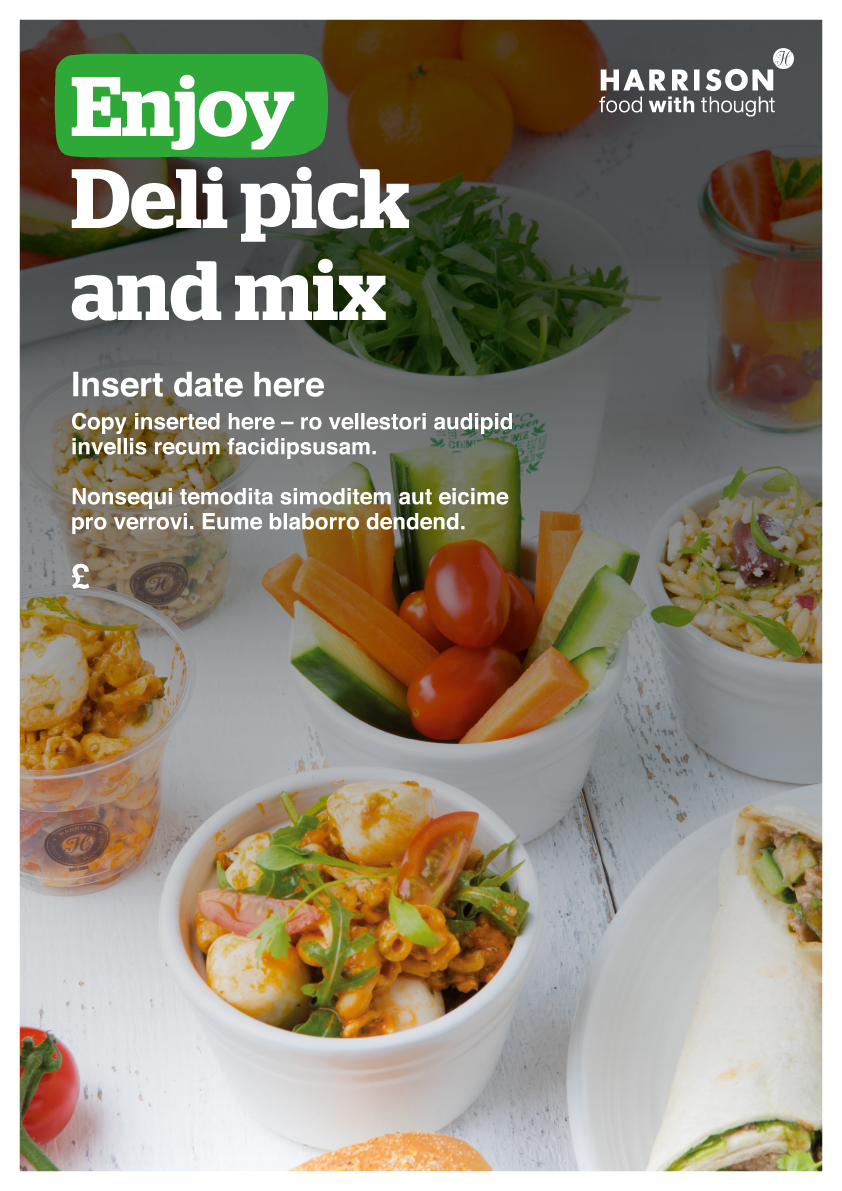 Enjoy
Deli pick
and mix
HARRISON
food with thought
Insert date here
Copy inserted here – ro vellestori audipid
invellis recum facidipsusam.
Nonsequi temodita simoditem aut eicime
pro verrovi. Eume blaborro dendend.
£
H
HARRISON
H